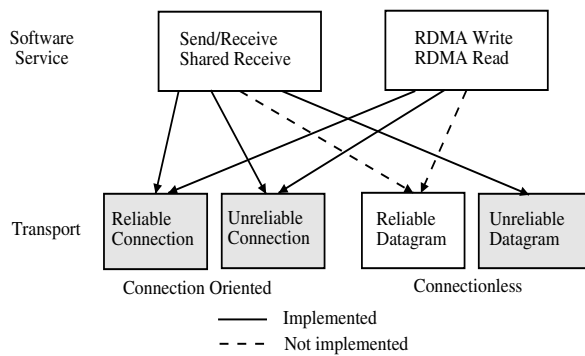 Software
Service
Send/Receive
Shared Receive
RDMA Write
RDMA Read
Transport
Reliable
Connection
Unreliable
Connection
Reliable
Datagram
Unreliable
Datagram
Connection Oriented
Connectionless
Implemented
Not implemented